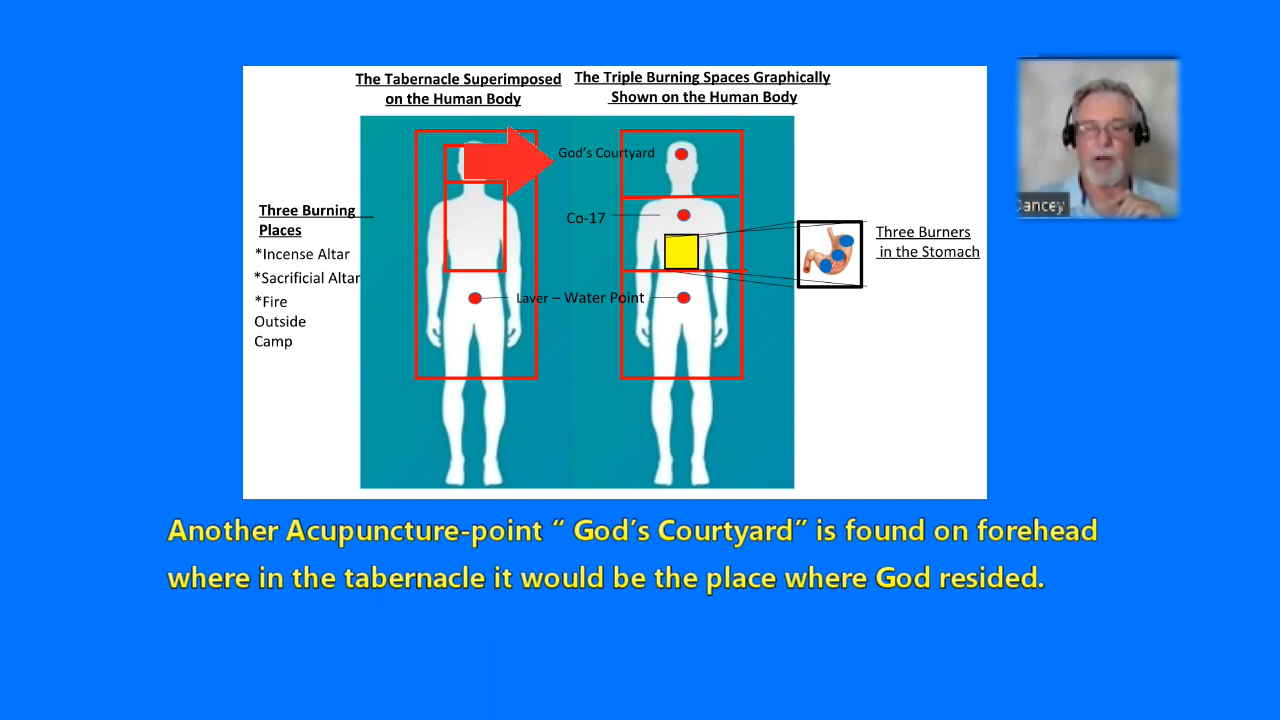 The Tabernacle Superimposed
on the Human Body
The Triple Burning Spaces Graphically
Shown on the Human Body
God's Courtyard
Three Burning
Places
*Incense Altar
*Sacrificial Altar
*Fire
Outside
Camp
Co-17
Laver – Water Point
Three Burners
in the Stomach
Dancey
Another Acupuncture-point “ God's Courtyard” is found on forehead
where in the tabernacle it would be the place where God resided.